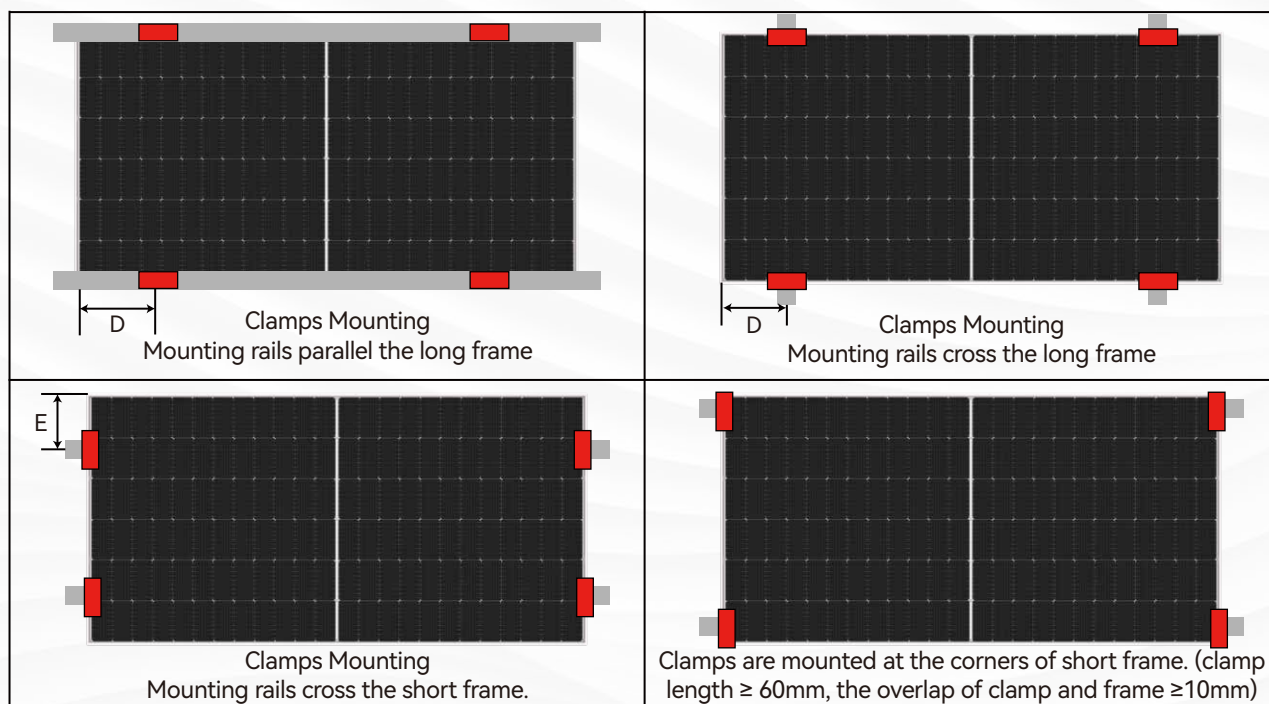 D
Clamps Mounting
Mounting rails parallel the long frame
D
Clamps Mounting
Mounting rails cross the long frame
E
Clamps Mounting
Mounting rails cross the short frame.
Clamps are mounted at the corners of short frame. (clamp
length ≥ 60mm, the overlap of clamp and frame ≥10mm)